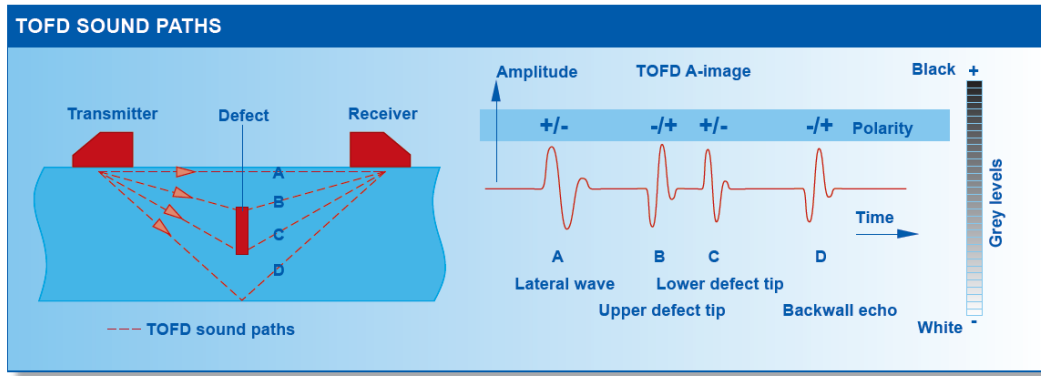 TOFD SOUND PATHS
Transmitter
Defect
Receiver
A
B
C
D
--- TOFD sound paths
Amplitude
TOFD A-image
+/-
-/+
+/-
-/+
Polarity
Time
A
B
C
D
Lateral wave
Lower defect tip
Upper defect tip
Backwall echo
Black +
Grey levels
White -